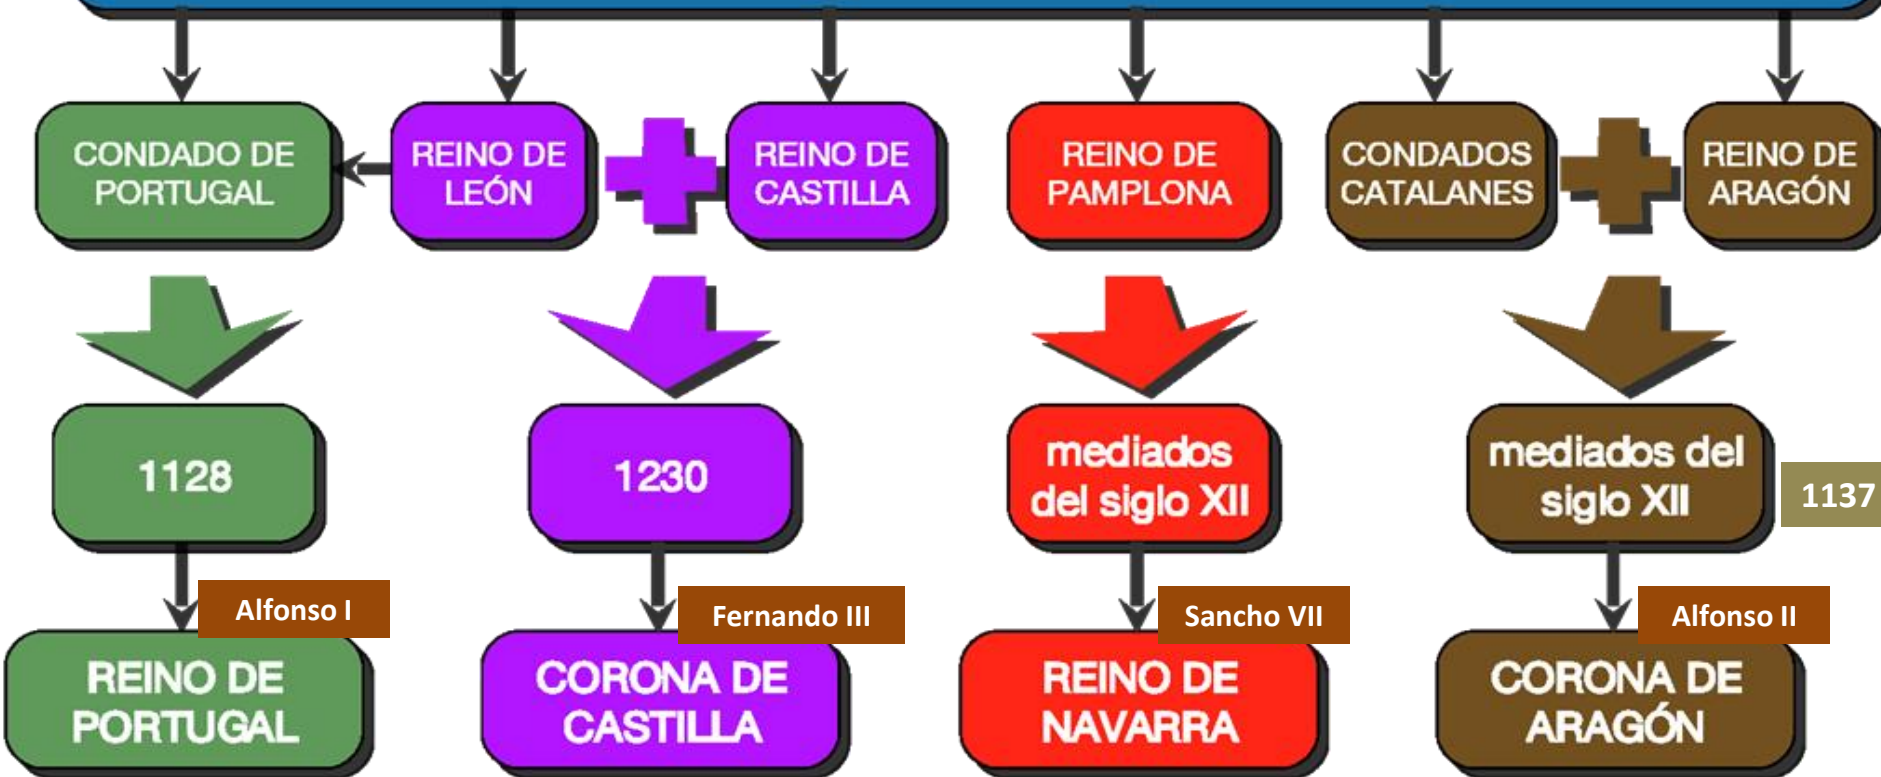 CONDADO DE
PORTUGAL
REINO DE
LEÓN
REINO DE
CASTILLA
REINO DE
PAMPLONA
CONDADOS
CATALANES
REINO DE
ARAGÓN
1128
1230
mediados
del siglo XII
mediados del
siglo XII
1137
Alfonso I
Fernando III
Sancho VII
Alfonso II
REINO DE
PORTUGAL
CORONA DE
CASTILLA
REINO DE
NAVARRA
CORONA DE
ARAGÓN